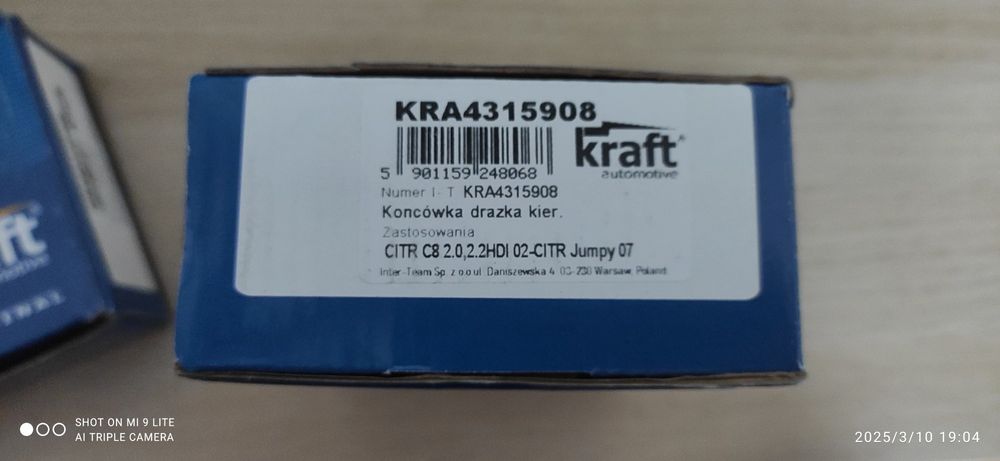 KRA4315908
kraft
automotive
5 901159 248068
Numer I- T KRA4315908
Koncówka drazka kier.
Zastosowania
CITR C8 2.0,2.2HDI 02-CITR Jumpy 07
Inter-Team Sp. z o.o ul. Daniszewska 4 03-230 Warsaw, Poland
SHOT ON MI 9 LITE
AI TRIPLE CAMERA
2025/3/10 19:04